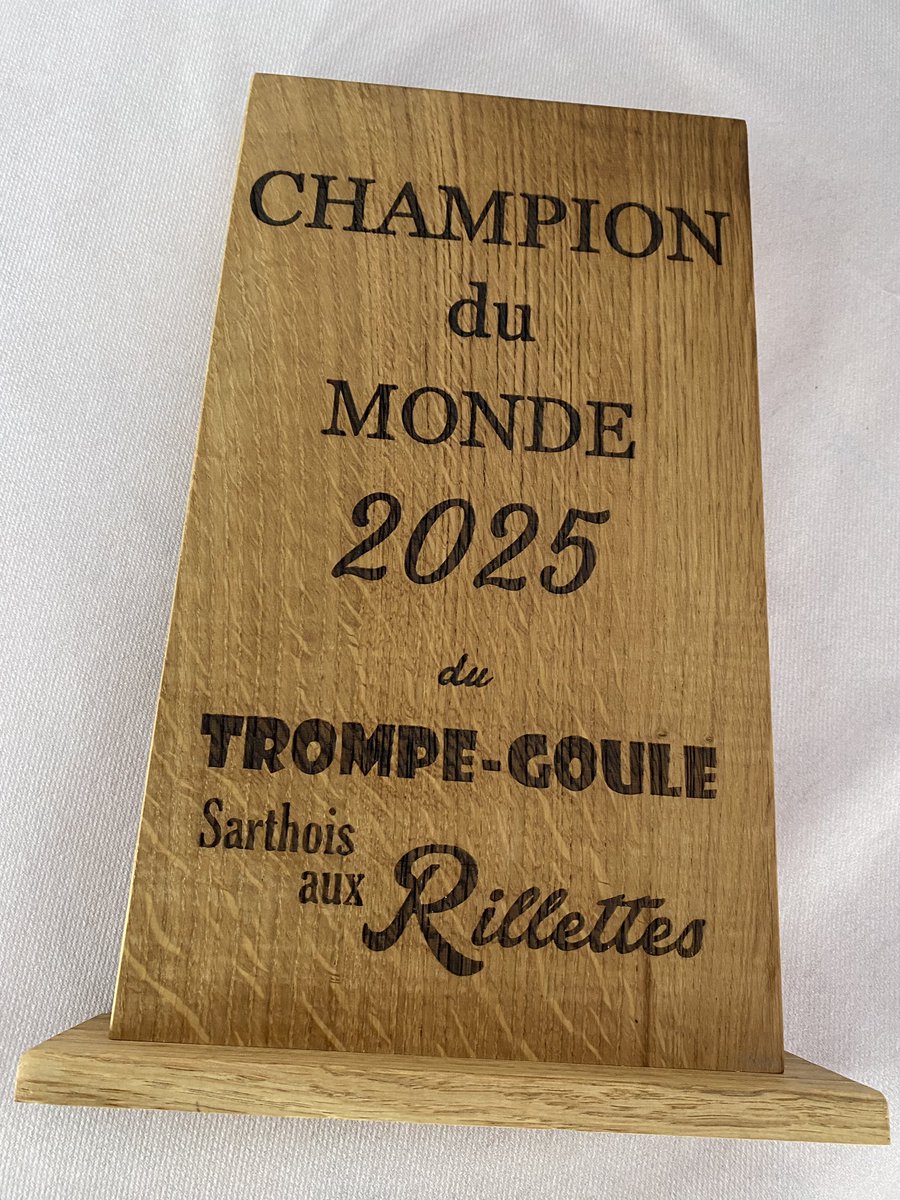 CHAMPION
du
MONDE
2025
du
TROMPE-GOULE
Sarthois
aux Rillettes